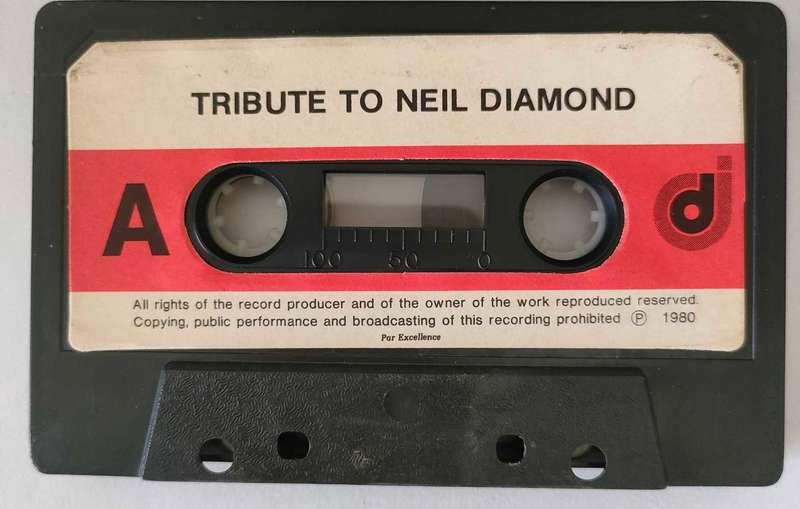 TRIBUTE TO NEIL DIAMOND
A
dj
100 50 0
All rights of the record producer and of the owner of the work reproduced reserved.
Copying, public performance and broadcasting of this recording prohibited ℗ 1980
Par Excellence